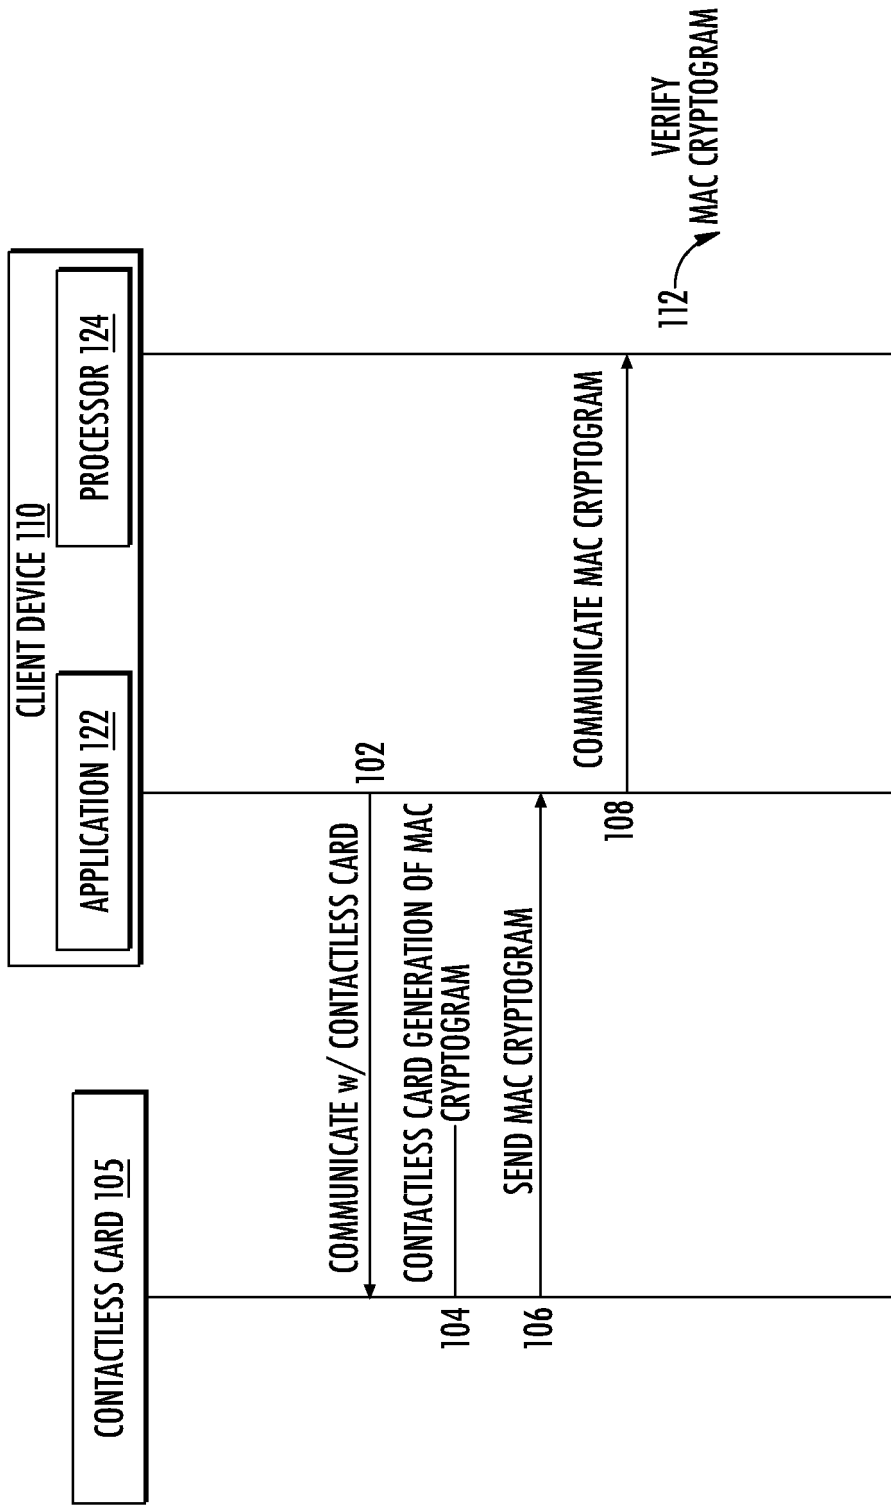 CONTACTLESS CARD 105
CLIENT DEVICE 110
APPLICATION 122
PROCESSOR 124
COMMUNICATE w/ CONTACTLESS CARD
102
CONTACTLESS CARD GENERATION OF MAC
CRYPTOGRAM
104
SEND MAC CRYPTOGRAM
106
COMMUNICATE MAC CRYPTOGRAM
108
112
VERIFY
MAC CRYPTOGRAM